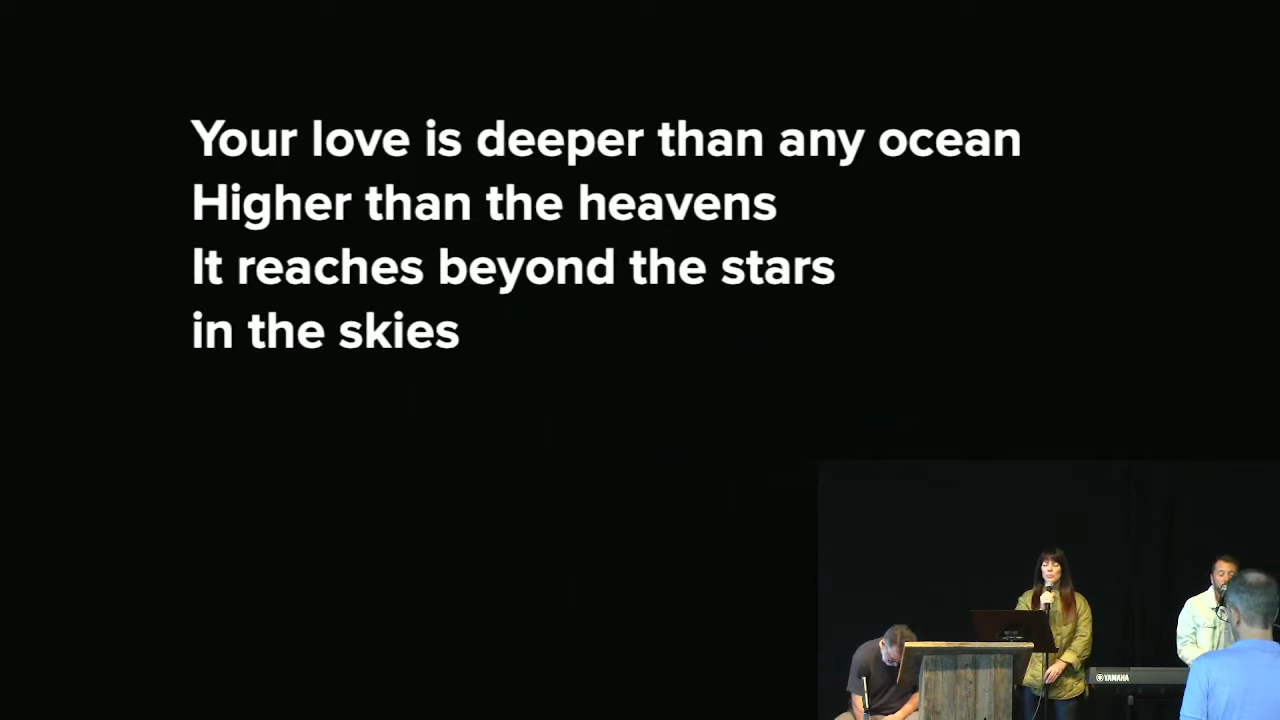 Your love is deeper than any ocean
Higher than the heavens
It reaches beyond the stars
in the skies
YAMAHA